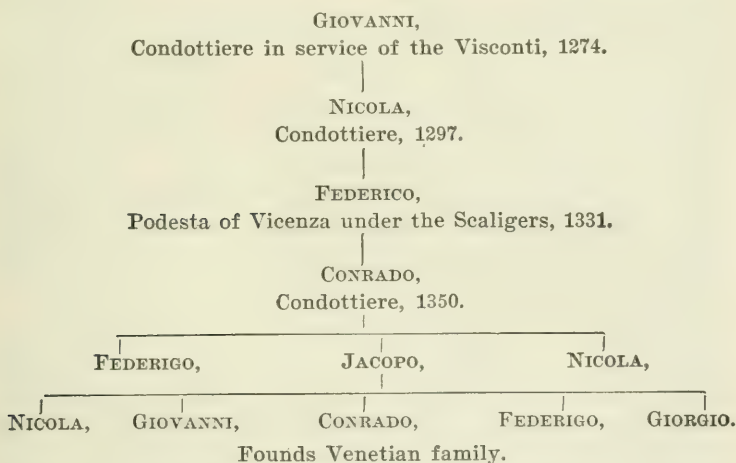 GIOVANNI,
Condottiere in service of the Visconti, 1274.
NICOLA,
Condottiere, 1297.
FEDERICO,
Podesta of Vicenza under the Scaligers, 1331.
CONRADO,
Condottiere, 1350.
FEDERIGO, JACOPO, NICOLA,
NICOLA, GIOVANNI, CONRADO, FEDERIGO, GIORGIO.
Founds Venetian family.